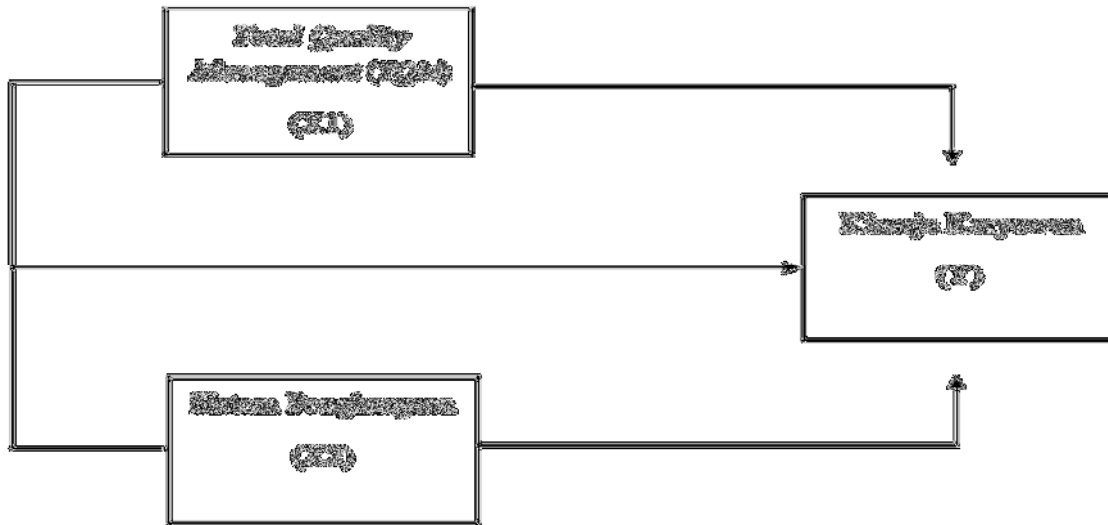 Total Quality
Management (TQM)
(X1)
Kinerja Karyawan
(Y)
Sistem Penghargaan
(X2)